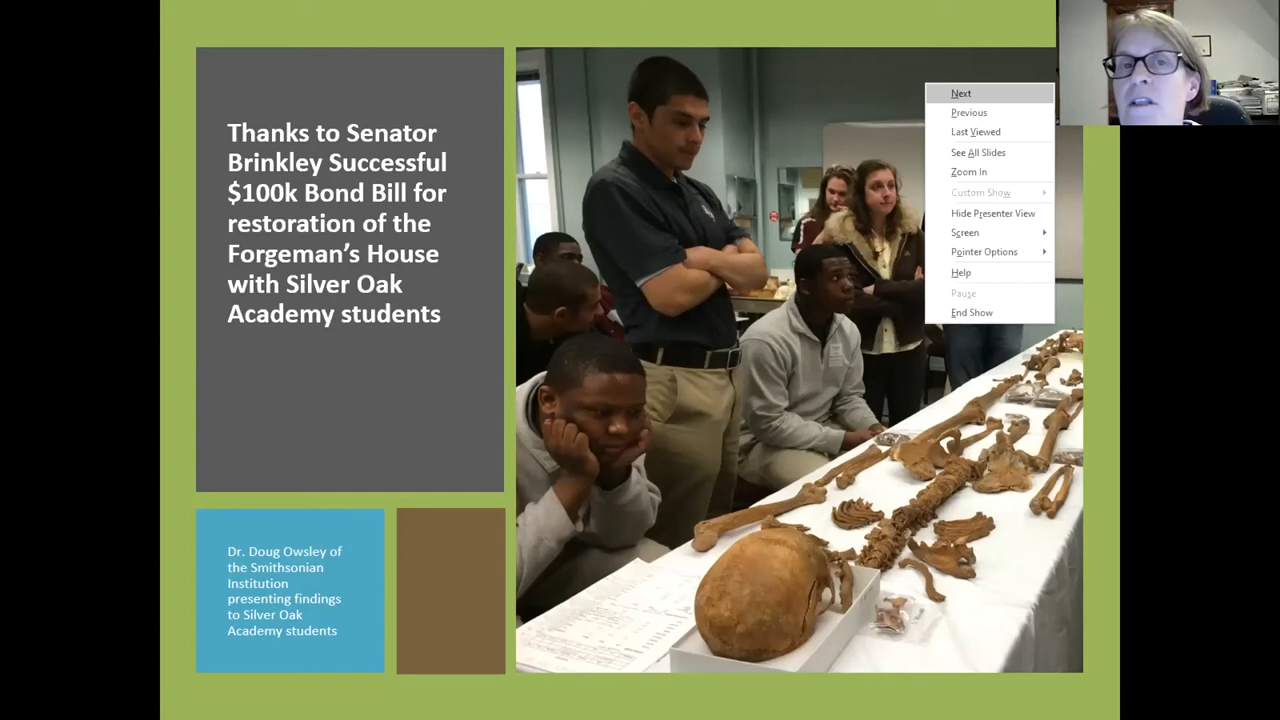 Thanks to Senator
Brinkley Successful
$100k Bond Bill for
restoration of the
Forgeman’s House
with Silver Oak
Academy students
Dr. Doug Owsley of
the Smithsonian
Institution
presenting findings
to Silver Oak
Academy students
Next
Previous
Last Viewed
See All Slides
Zoom In
Custom Show
Hide Presenter View
Screen
Pointer Options
Help
Pause
End Show